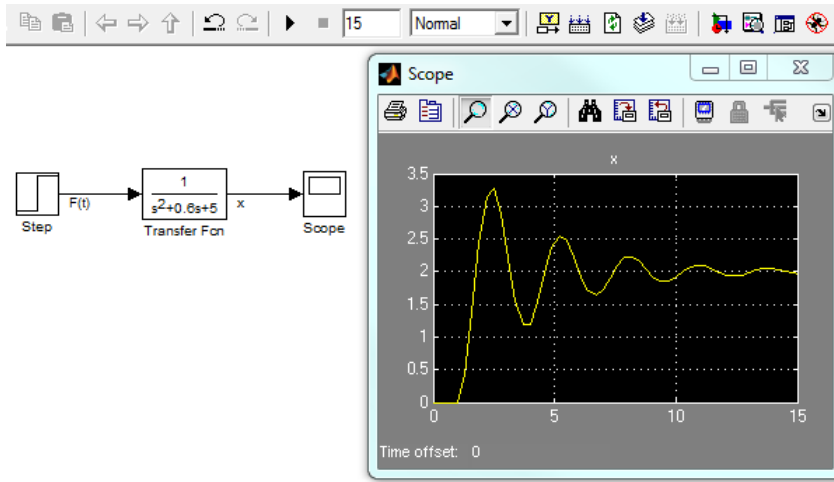 15 Normal
Scope
x
3.5
3
2.5
2
1.5
1
0.5
0
0 5 10 15
Time offset: 0
F(t)
Step
1
s2+0.6s+5
Transfer Fcn
x
Scope